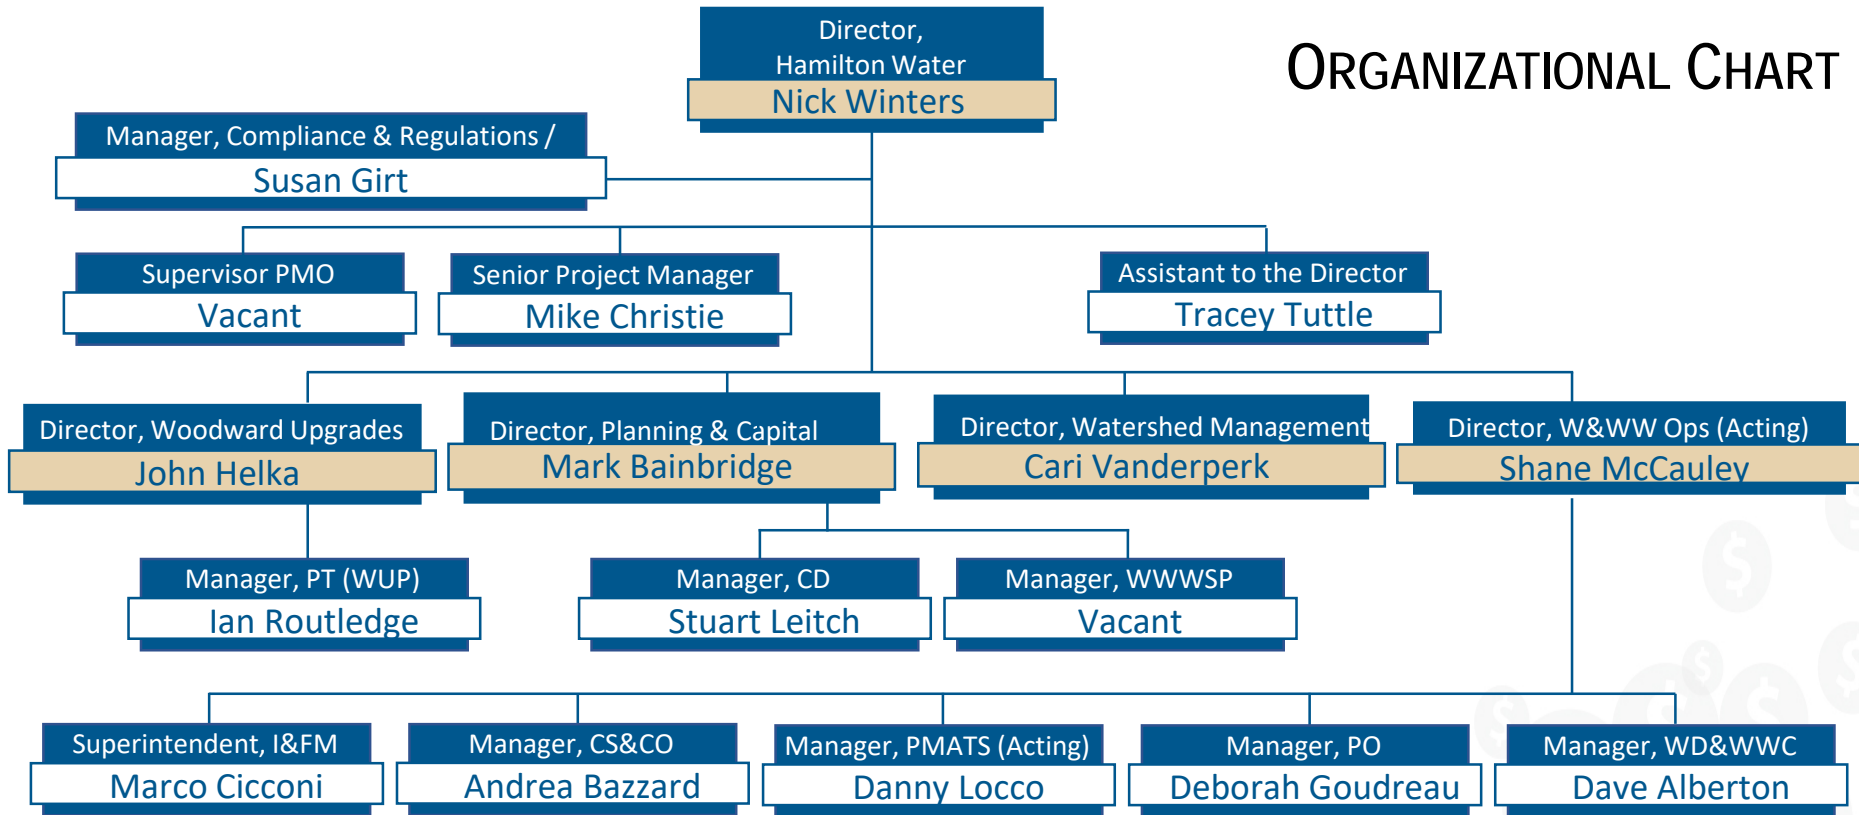 Director,
Hamilton Water
Nick Winters
ORGANIZATIONAL CHART
Manager, Compliance & Regulations /
Susan Girt
Supervisor PMO
Vacant
Senior Project Manager
Mike Christie
Assistant to the Director
Tracey Tuttle
Director, Woodward Upgrades
John Helka
Director, Planning & Capital
Mark Bainbridge
Director, Watershed Management
Cari Vanderperk
Director, W&WW Ops (Acting)
Shane McCauley
Manager, PT (WUP)
Ian Routledge
Manager, CD
Stuart Leitch
Manager, WWWSP
Vacant
Superintendent, I&FM
Marco Cicconi
Manager, CS&CO
Andrea Bazzard
Manager, PMATS (Acting)
Danny Locco
Manager, PO
Deborah Goudreau
Manager, WD&WWC
Dave Alberton